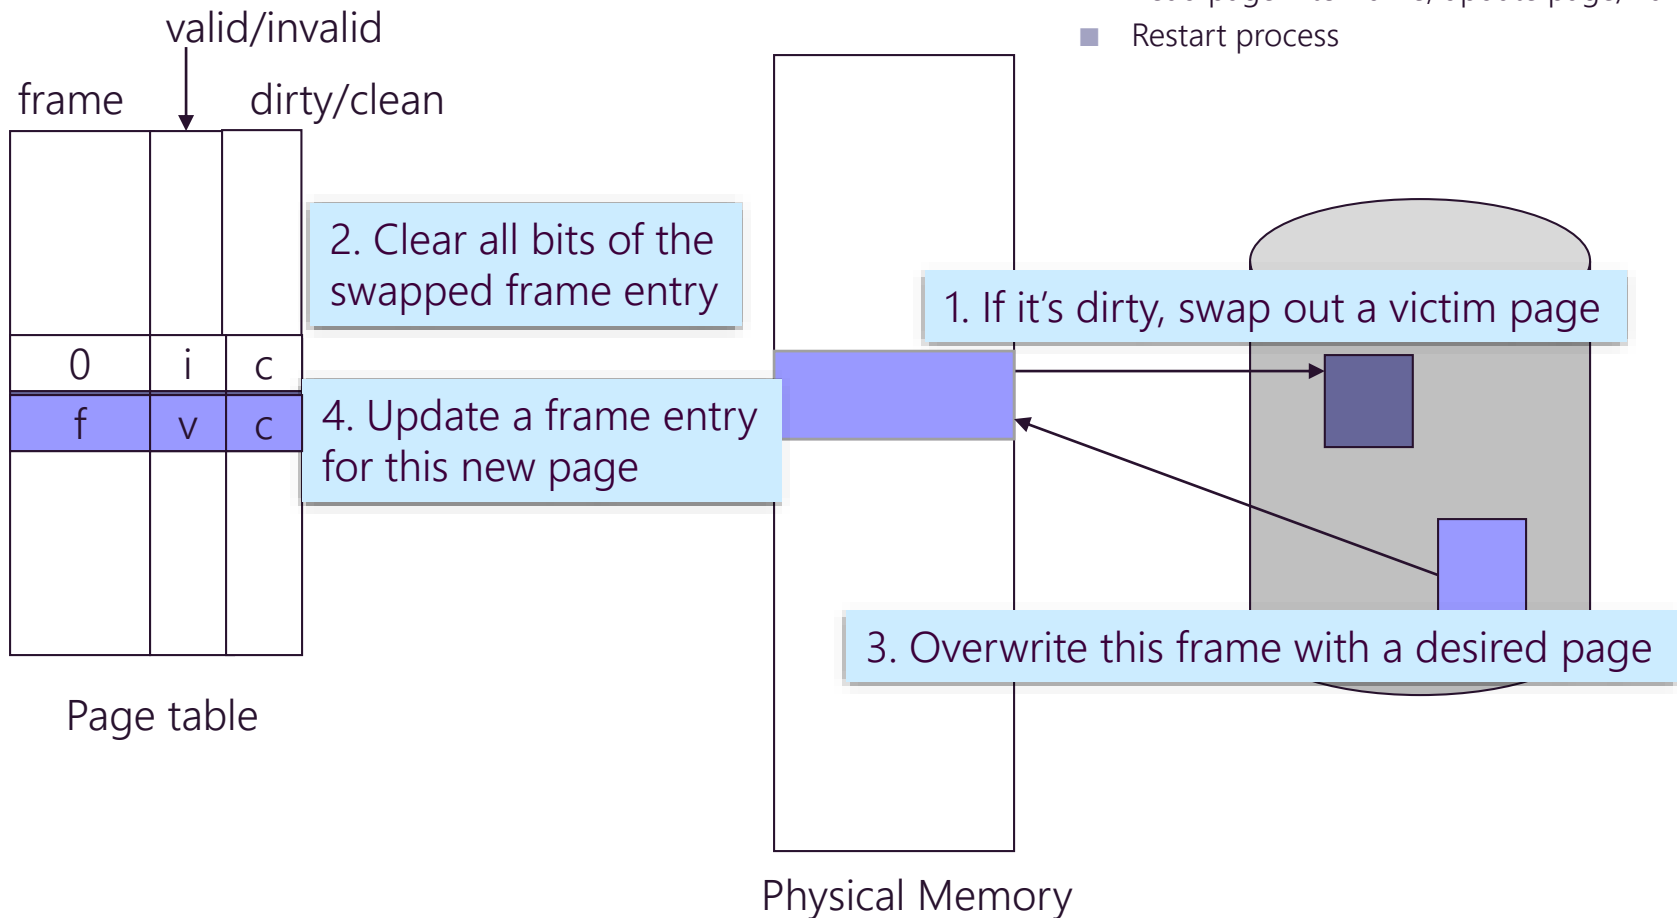 Restart process
valid/invalid
frame
dirty/clean
2. Clear all bits of the
swapped frame entry
1. If it's dirty, swap out a victim page
0 i c
f v c
4. Update a frame entry
for this new page
3. Overwrite this frame with a desired page
Page table
Physical Memory